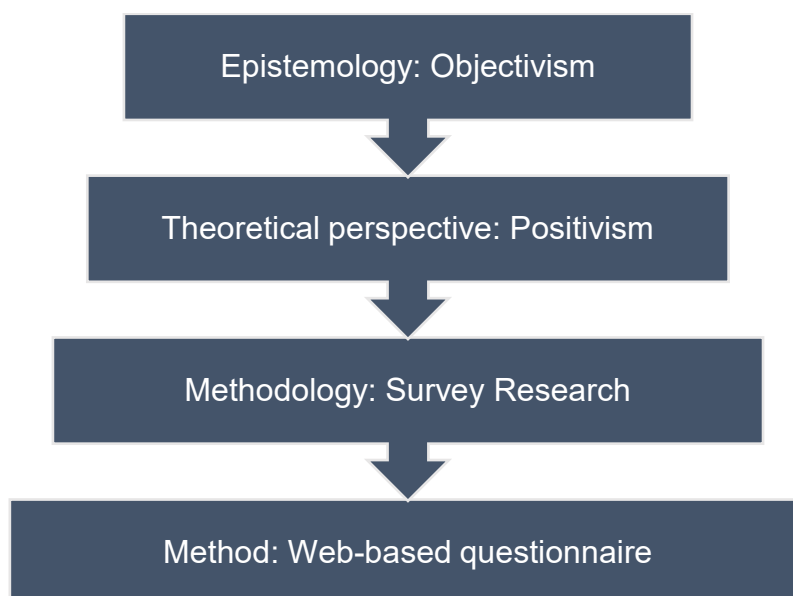 Epistemology: Objectivism
Theoretical perspective: Positivism
Methodology: Survey Research
Method: Web-based questionnaire